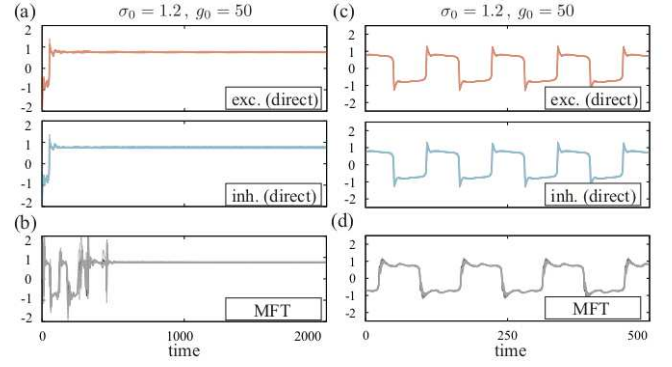 (a) σ₀ = 1.2 , g₀ = 50
2
1
0
-1
-2
exc. (direct)
2
1
0
-1
-2
inh. (direct)
(b)
2
1
0
-1
-2
MFT
0 1000 2000
time
(c) σ₀ = 1.2 , g₀ = 50
2
1
0
-1
-2
exc. (direct)
2
1
0
-1
-2
inh. (direct)
(d)
2
1
0
-1
-2
MFT
0 250 500
time